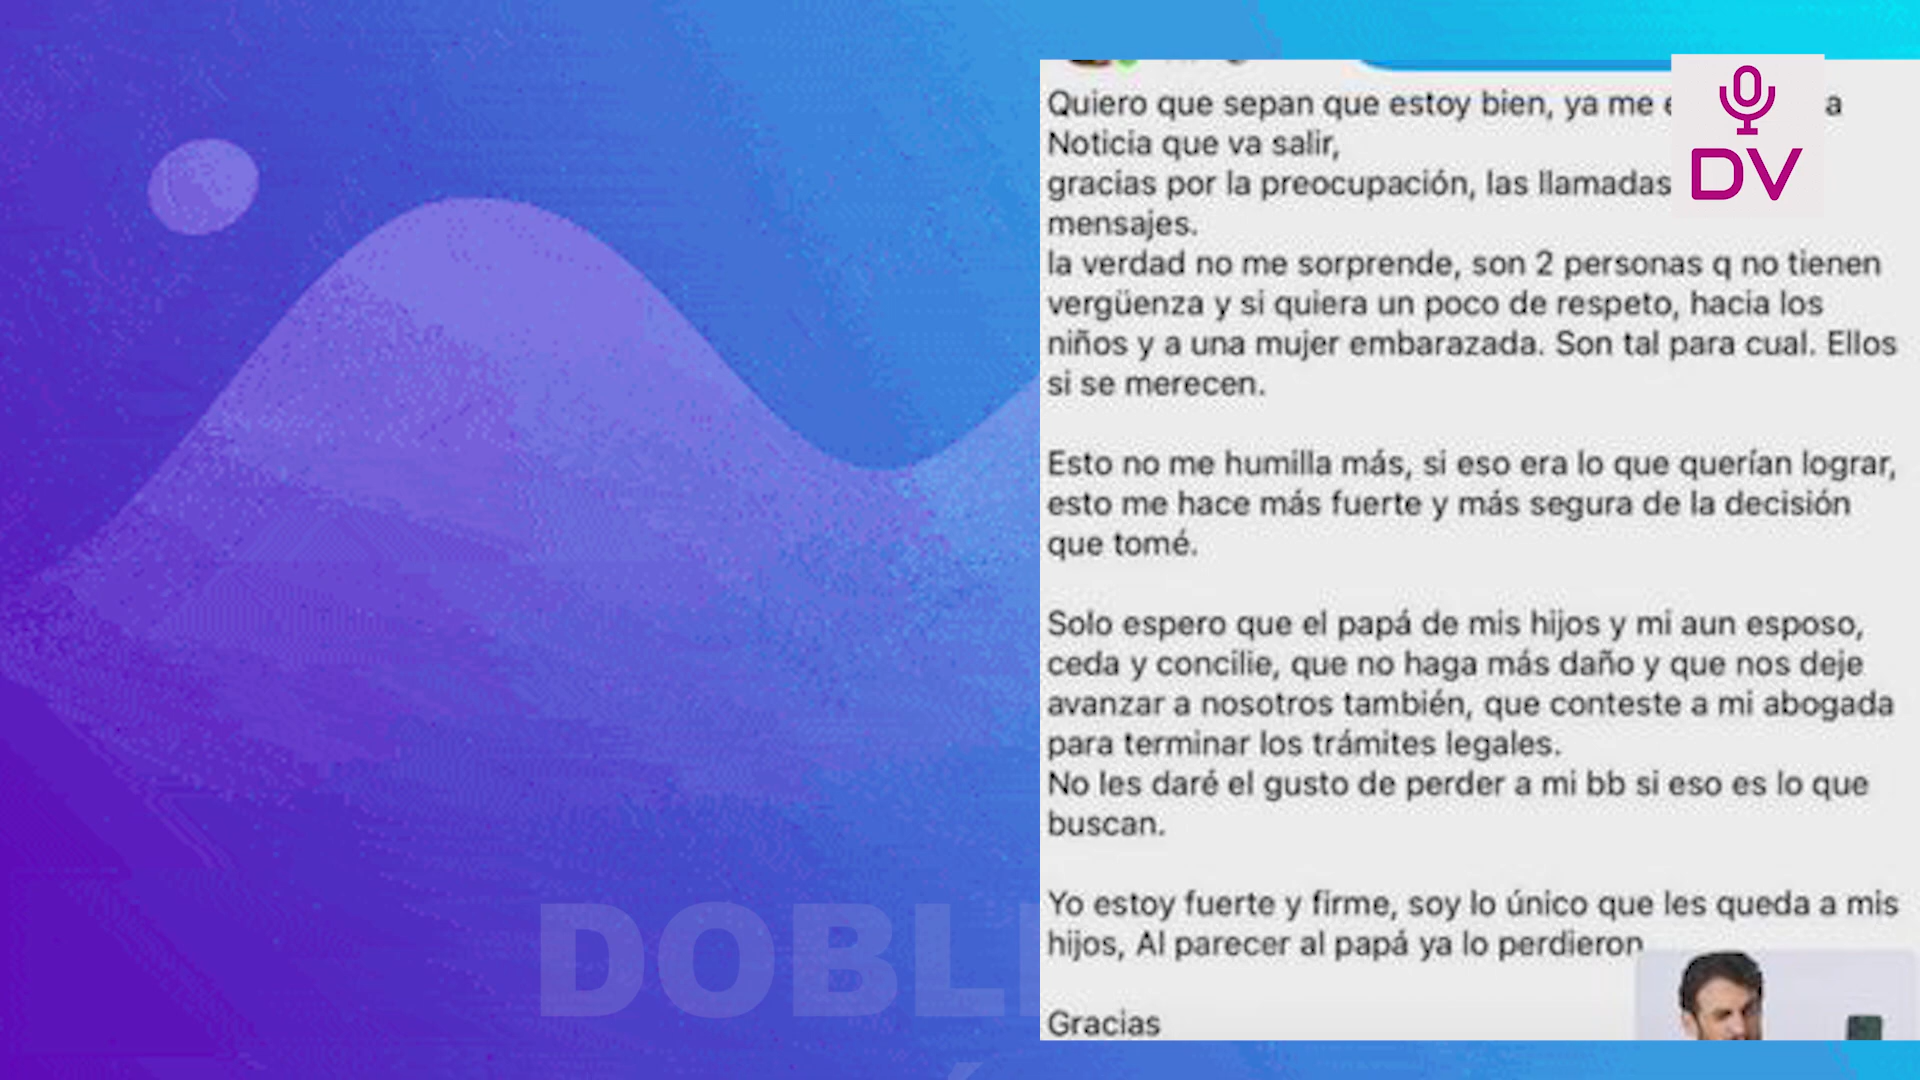 Quiero que sepan que estoy bien, ya me a
Noticia que va salir,
gracias por la preocupación, las llamadas
mensajes.
la verdad no me sorprende, son 2 personas q no tienen
vergüenza y si quiera un poco de respeto, hacia los
niños y a una mujer embarazada. Son tal para cual. Ellos
si se merecen.
Esto no me humilla más, si eso era lo que querían lograr,
esto me hace más fuerte y más segura de la decisión
que tomé.
Solo espero que el papá de mis hijos y mi aun esposo,
ceda y concilie, que no haga más daño y que nos deje
avanzar a nosotros también, que conteste a mi abogada
para terminar los trámites legales.
No les daré el gusto de perder a mi bb si eso es lo que
buscan.
Yo estoy fuerte y firme, soy lo único que les queda a mis
hijos, Al parecer al papá ya lo perdieron
Gracias
DV
DOBL